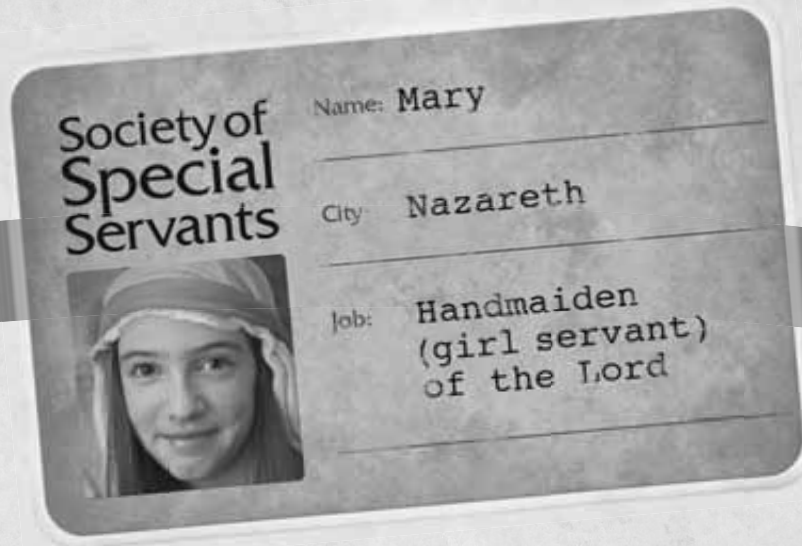 Society of
Special
Servants
Name: Mary
City Nazareth
Job: Handmaiden
(girl servant)
of the Lord